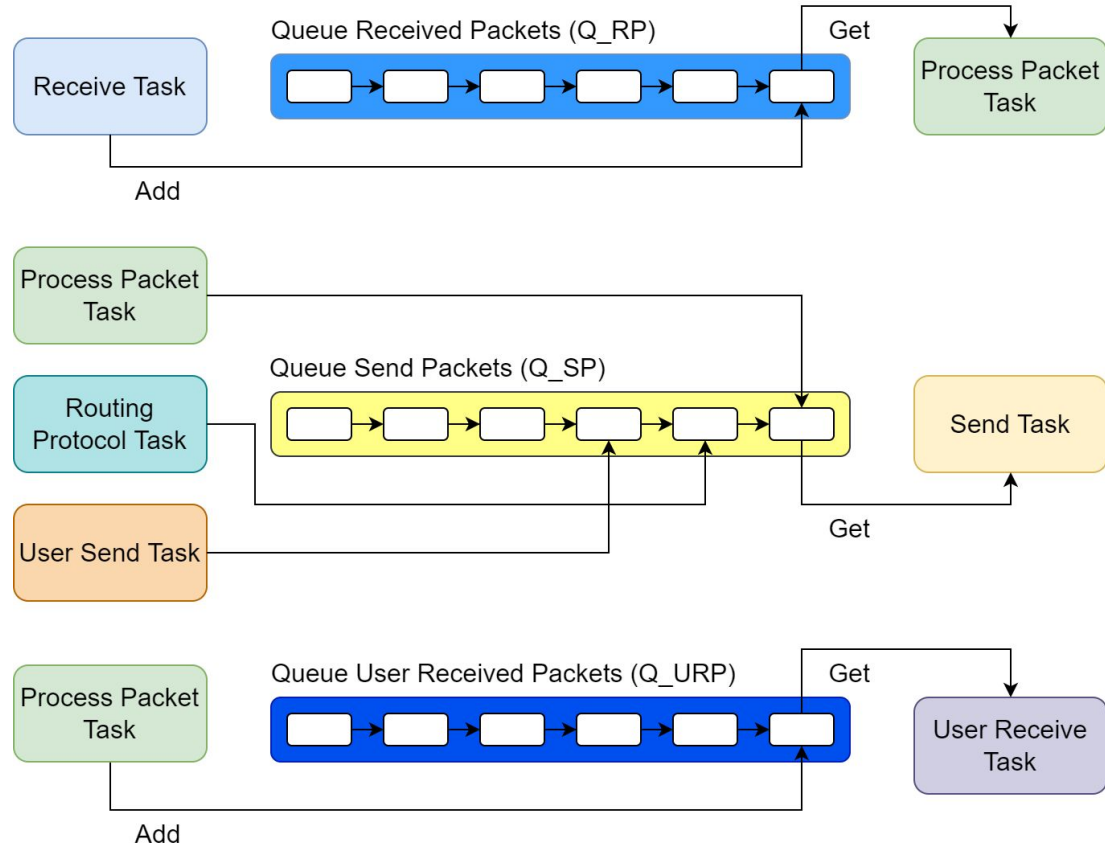 Queue Received Packets (Q_RP)
Get
Receive Task
Process Packet
Task
Add
Process Packet
Task
Queue Send Packets (Q_SP)
Routing
Protocol Task
Send Task
User Send Task
Get
Queue User Received Packets (Q_URP)
Get
Process Packet
Task
User Receive
Task
Add